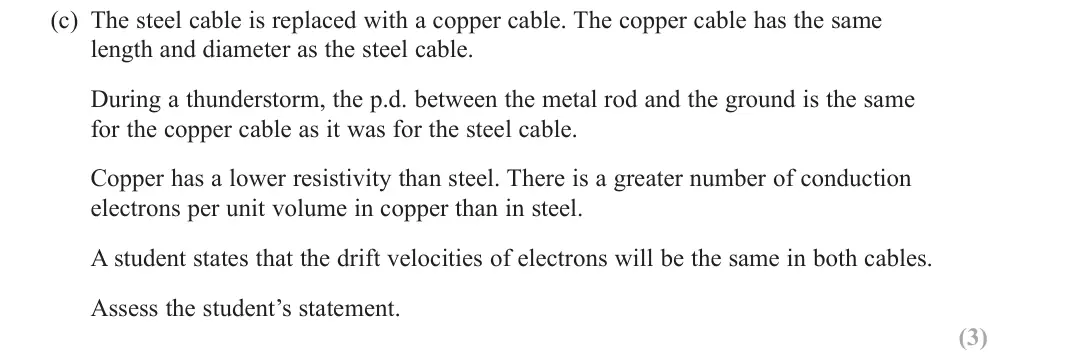 (c) The steel cable is replaced with a copper cable. The copper cable has the same
length and diameter as the steel cable.
During a thunderstorm, the p.d. between the metal rod and the ground is the same
for the copper cable as it was for the steel cable.
Copper has a lower resistivity than steel. There is a greater number of conduction
electrons per unit volume in copper than in steel.
A student states that the drift velocities of electrons will be the same in both cables.
Assess the student’s statement.
(3)